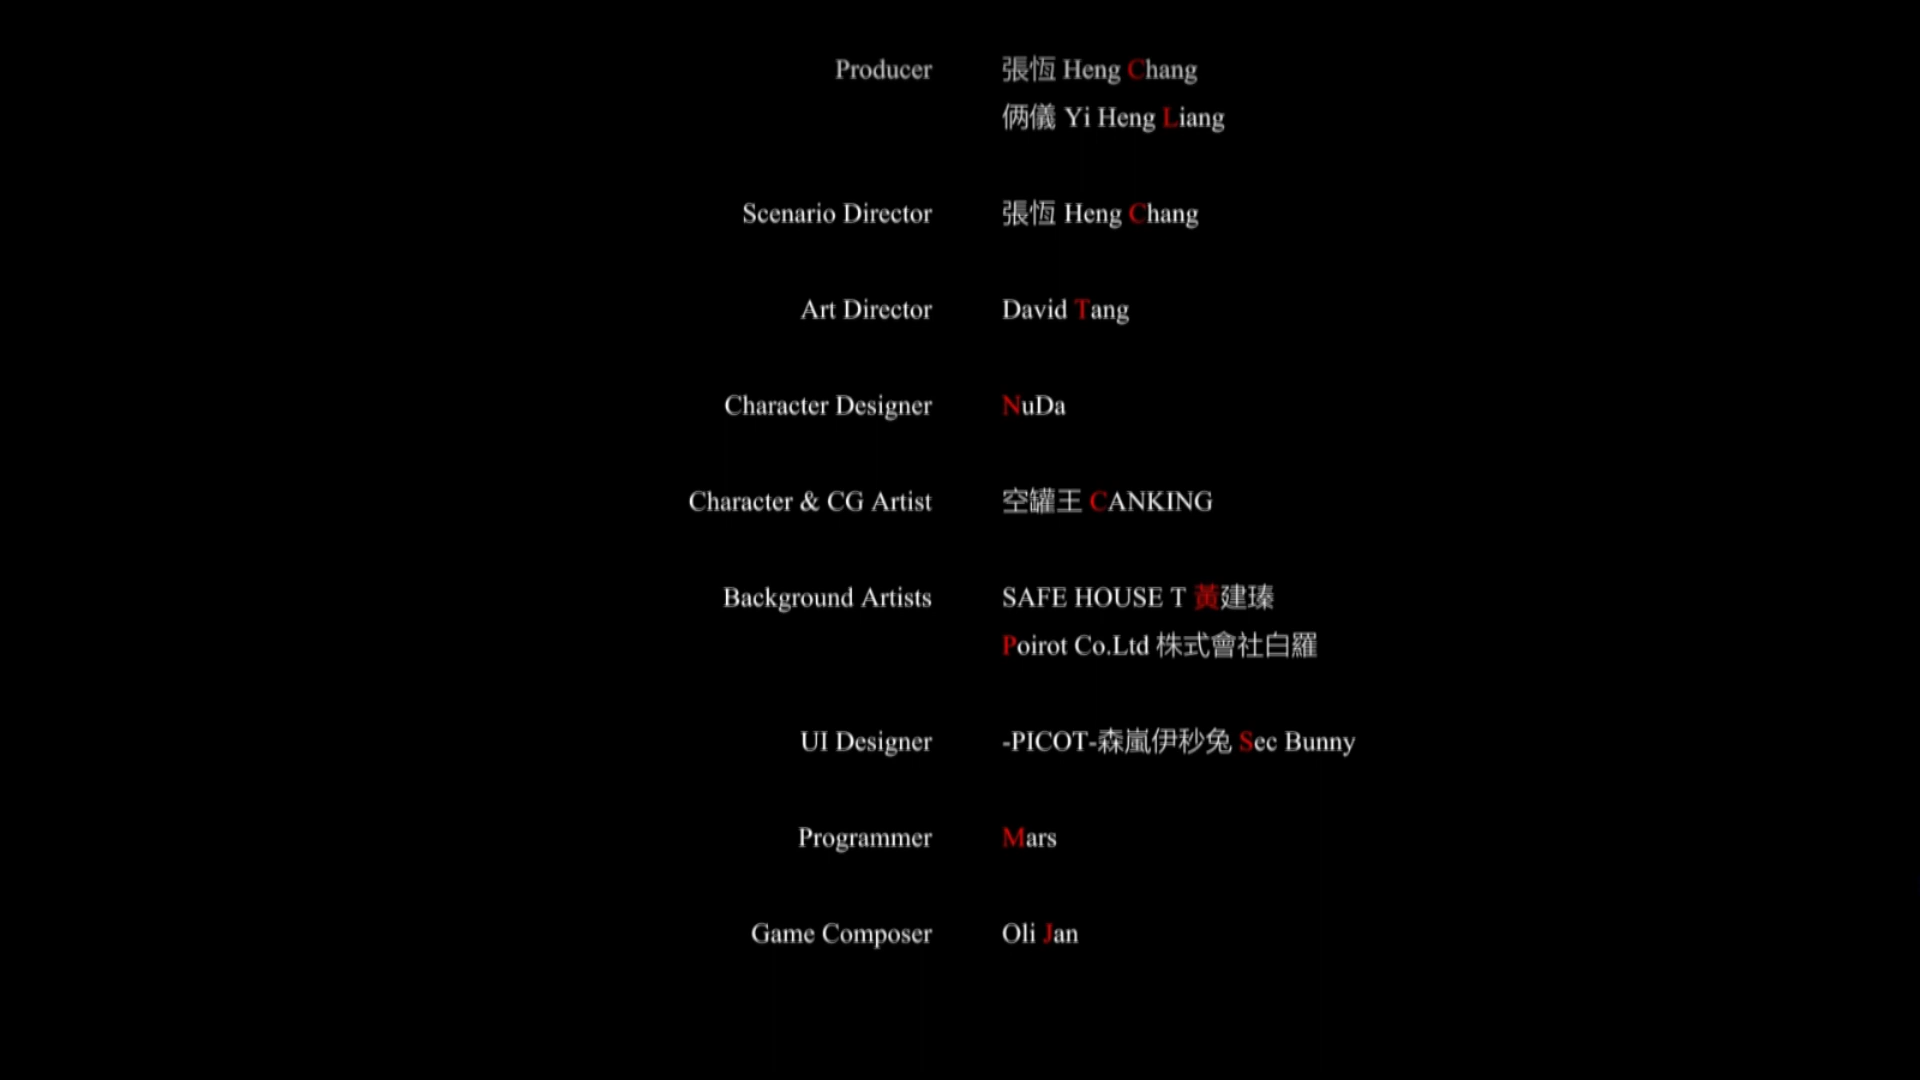 Producer 張恆 Heng Chang
倆儀 Yi Heng Liang
Scenario Director 張恆 Heng Chang
Art Director David Tang
Character Designer NuDa
Character & CG Artist 空罐王 CANKING
Background Artists SAFE HOUSE T 黃建瑧
Poirot Co.Ltd 株式會社白羅
UI Designer -PICOT-森嵐伊秒兔 Sec Bunny
Programmer Mars
Game Composer Oli Jan